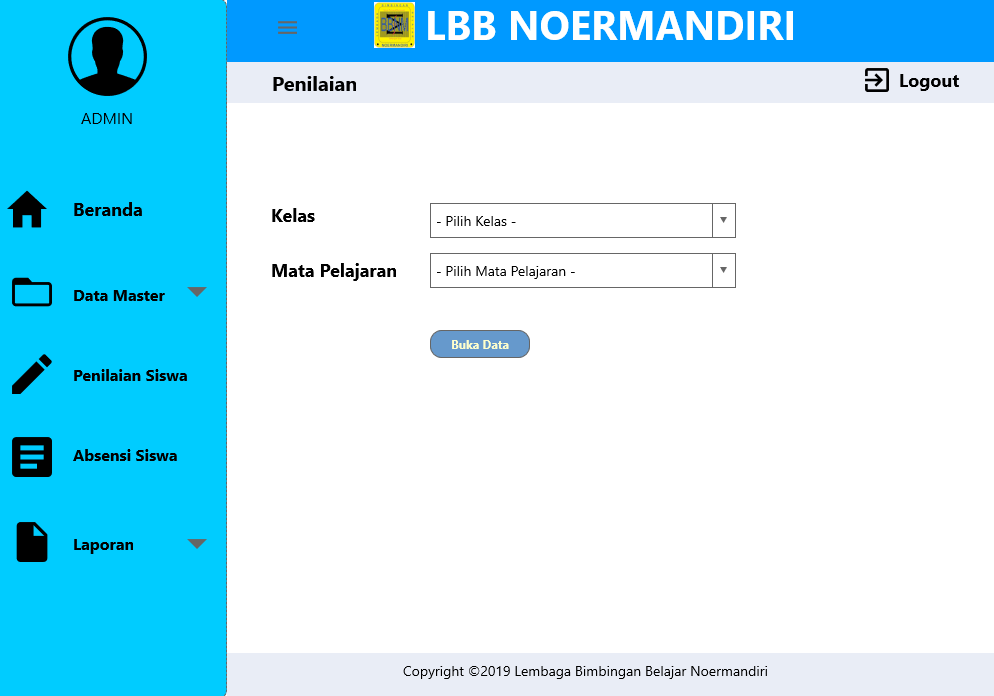 LBB NOERMANDIRI
Penilaian
Logout
ADMIN
Beranda
Data Master
Penilaian Siswa
Absensi Siswa
Laporan
Kelas
- Pilih Kelas -
Mata Pelajaran
- Pilih Mata Pelajaran -
Buka Data
Copyright ©2019 Lembaga Bimbingan Belajar Noermandiri